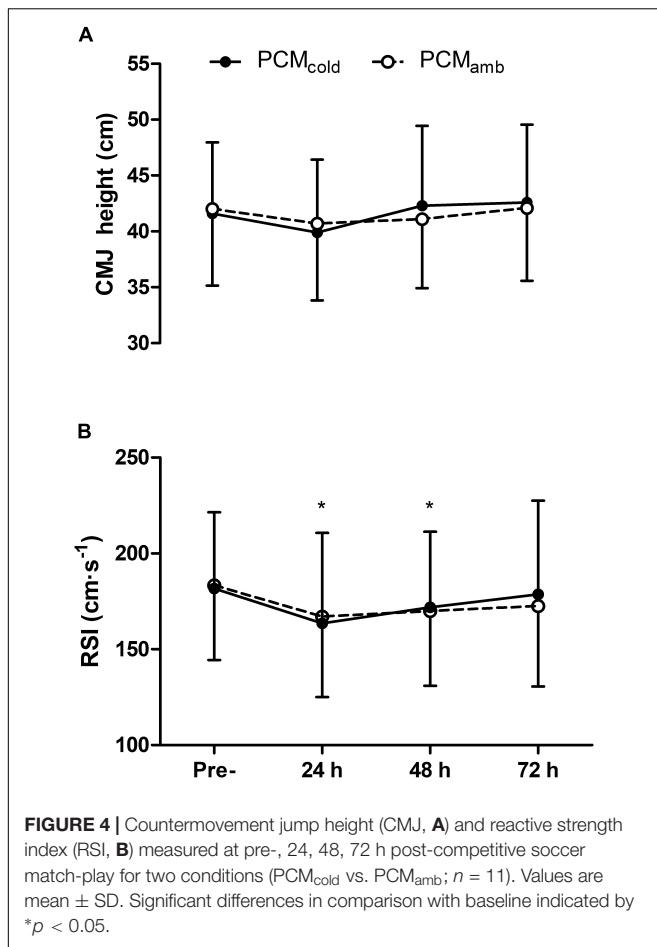 A
PCMcold PCMamb
55
50
45
40
35
30
CMJ height (cm)
B
250
200
150
100
RSI (cm·s⁻¹)
* *
Pre- 24 h 48 h 72 h
FIGURE 4 | Countermovement jump height (CMJ, A) and reactive strength
index (RSI, B) measured at pre-, 24, 48, 72 h post-competitive soccer
match-play for two conditions (PCMcold vs. PCMamb; n = 11). Values are
mean ± SD. Significant differences in comparison with baseline indicated by
*p < 0.05.